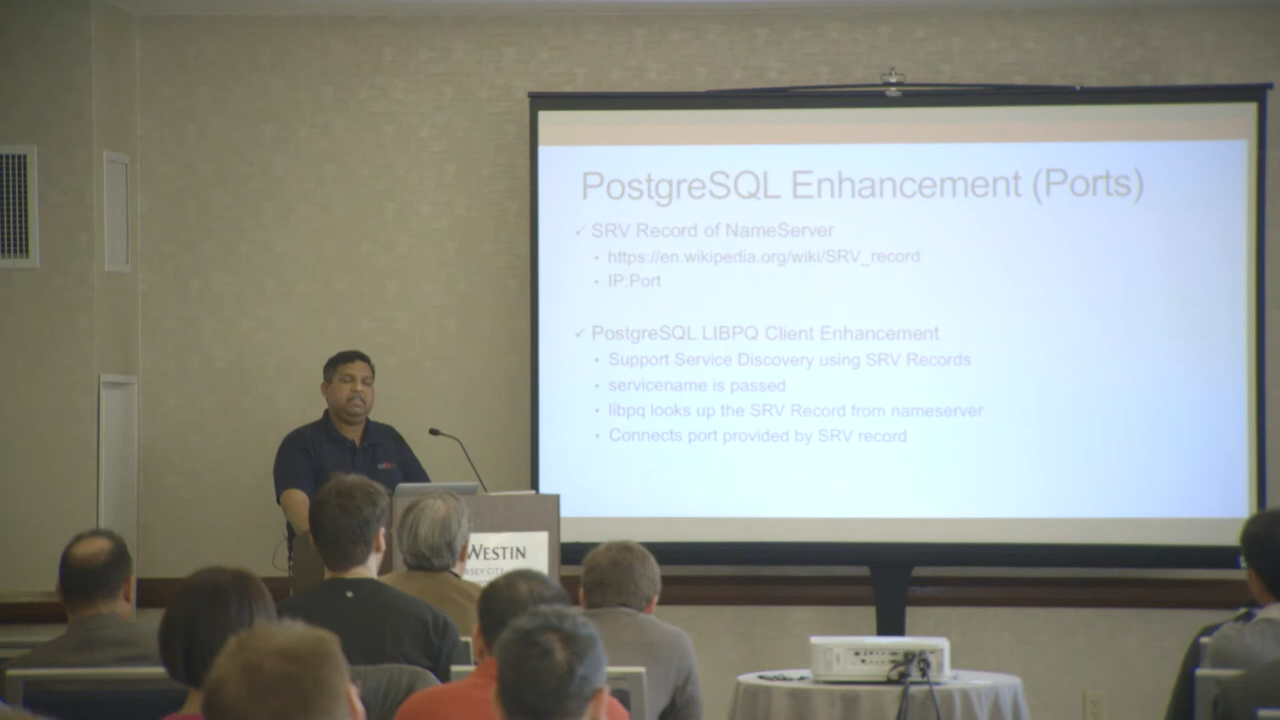 PostgreSQL Enhancement (Ports)
✓ SRV Record of NameServer
• https://en.wikipedia.org/wiki/SRV_record
• IP:Port
✓ PostgreSQL LIBPQ Client Enhancement
• Support Service Discovery using SRV Records
• servicename is passed
• libpq looks up the SRV Record from nameserver
• Connects port provided by SRV record
WESTIN
RSEY CITY